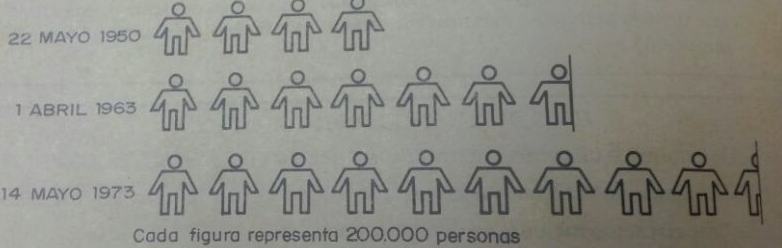 22 MAYO 1950
1 ABRIL 1963
14 MAYO 1973
Cada figura representa 200.000 personas